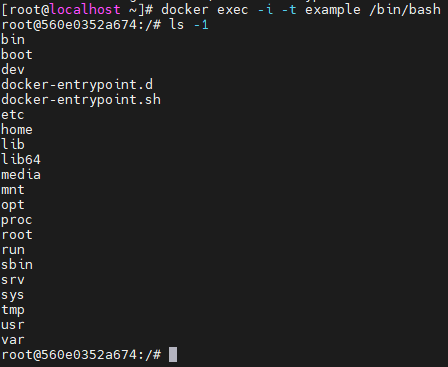 [root@localhost ~]# docker exec -i -t example /bin/bash
root@560e0352a674:/# ls -1
bin
boot
dev
docker-entrypoint.d
docker-entrypoint.sh
etc
home
lib
lib64
media
mnt
opt
proc
root
run
sbin
srv
sys
tmp
usr
var
root@560e0352a674:/#